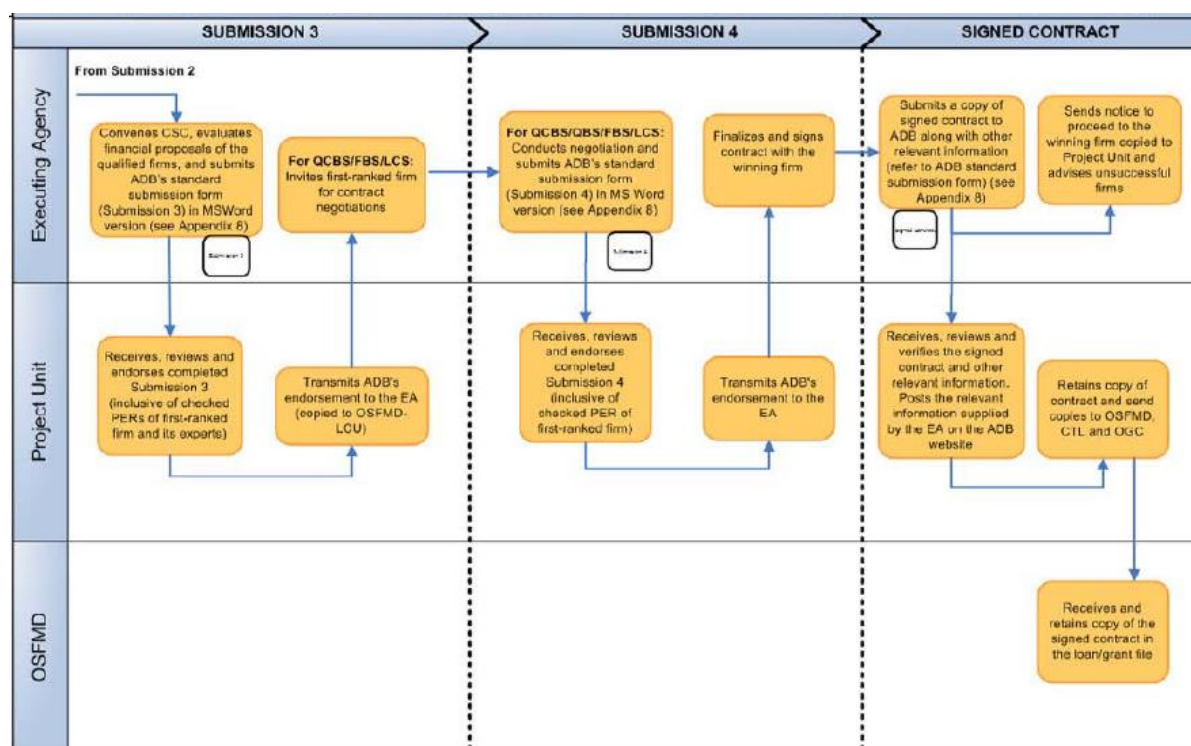 SUBMISSION 3
SUBMISSION 4
SIGNED CONTRACT
Executing Agency
From Submission 2
Convenes CSC, evaluates
financial proposals of the
qualified firms, and submits
ADB's standard
submission form
(Submission 3) in MSWord
version (see Appendix 8)
Submission 3
For QCBS/FBS/LCS:
Invites first-ranked firm
for contract
negotiations
For QCBS/QBS/FBS/LCS:
Conducts negotiation and
submits ADB's standard
submission form
(Submission 4) in MS Word
version (see Appendix 8)
Submission 4
Finalizes and signs
contract with the
winning firm
Submits a copy of
signed contract to
ADB along with other
relevant information
(refer to ADB standard
submission form) (see
Appendix 8)
Sends notice to
proceed to the
winning firm copied to
Project Unit and
advises unsuccessful
firms
Project Unit
Receives, reviews and
endorses completed
Submission 3
(inclusive of checked
PERs of first-ranked
firm and its experts)
Transmits ADB's
endorsement to the EA
(copied to OSFMD-
LCU)
Receives, reviews
and endorses
completed
Submission 4
(inclusive of
checked PER of
first-ranked firm)
Transmits ADB's
endorsement to the
EA
Receives, reviews and
verifies the signed
contract and other
relevant information.
Posts the relevant
information supplied
by the EA on the ADB
website
Retains copy of
contract and send
copies to OSFMD,
CTL and OGC
OSFMD
Receives and
retains copy of the
signed contract in
the loan/grant file